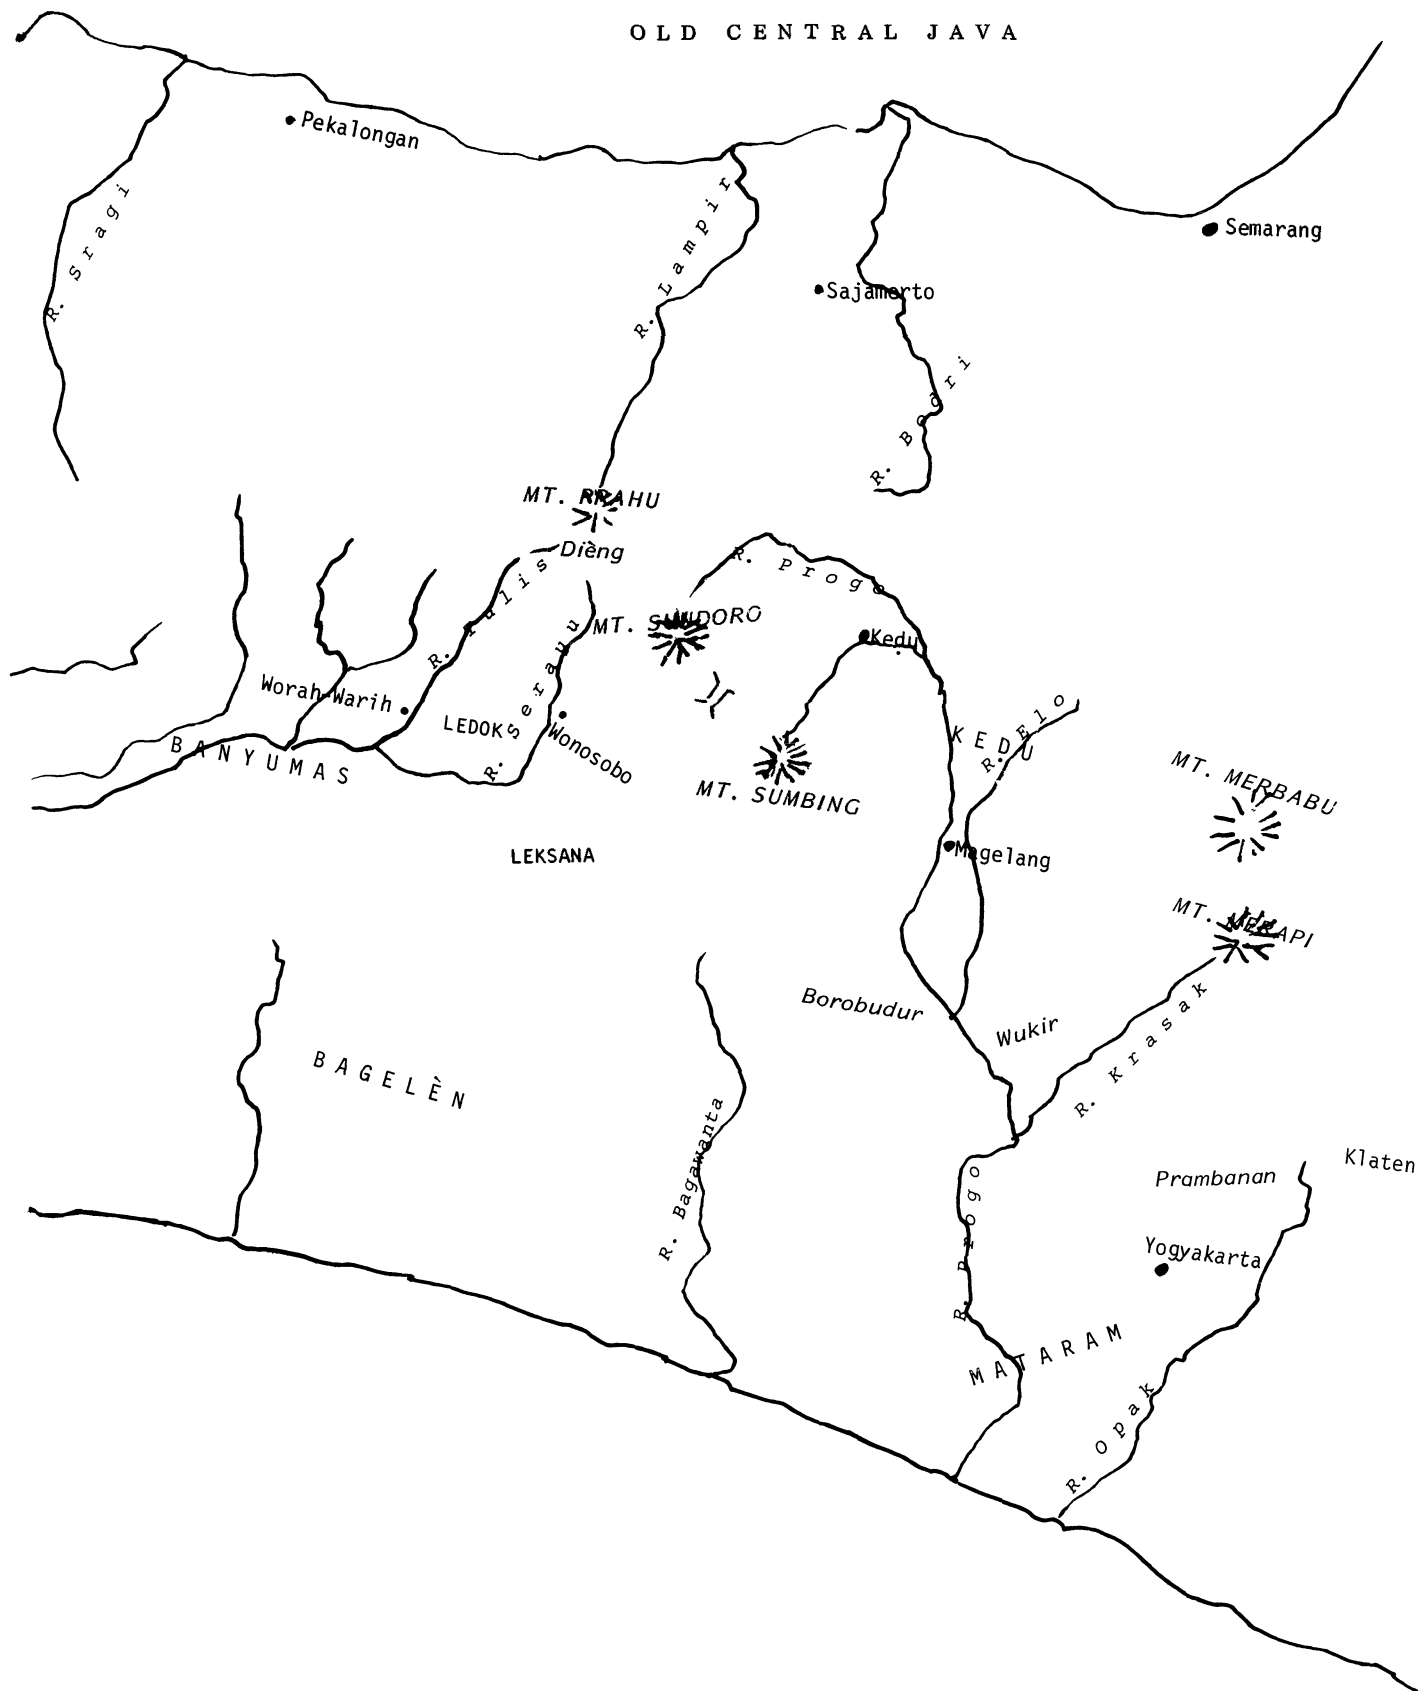 OLD CENTRAL JAVA
Pekalongan
R. Sragi
R. Lampir
Semarang
Sajamerto
R. Bodri
MT. PRAHU
Dièng
R. Tulis
R. Progo
MT. SUNDORO
Kedu
R. Serayu
Worah-Warih
LEDOK
Wonosobo
BANYUMAS
KEDU
R. Elo
MT. SUMBING
MT. MERBABU
LEKSANA
Magelang
MT. MERAPI
Borobudur
Wukir
R. Krasak
BAGELÈN
R. Bagawanta
R. Progo
Prambanan
Klaten
Yogyakarta
MATARAM
R. Opak